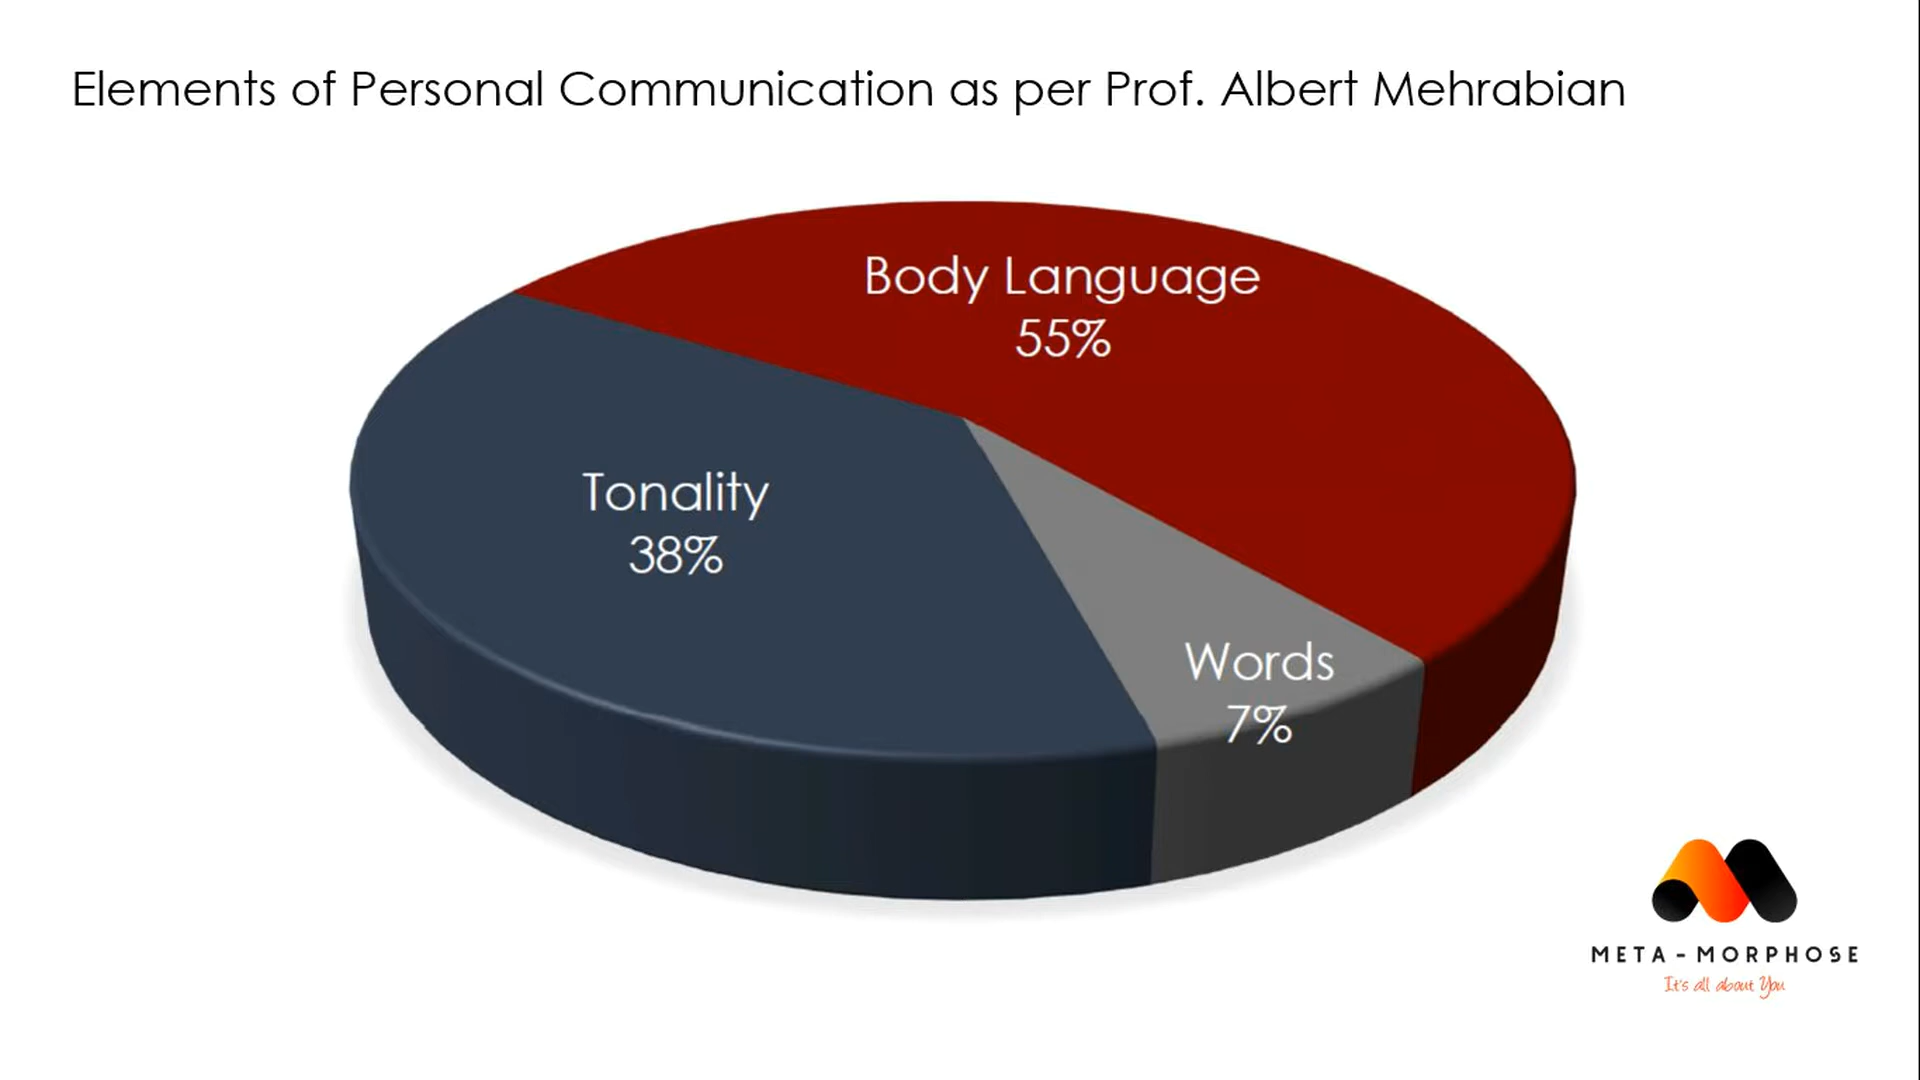 Elements of Personal Communication as per Prof. Albert Mehrabian
Body Language
55%
Tonality
38%
Words
7%
META-MORPHOSE
It's all about You